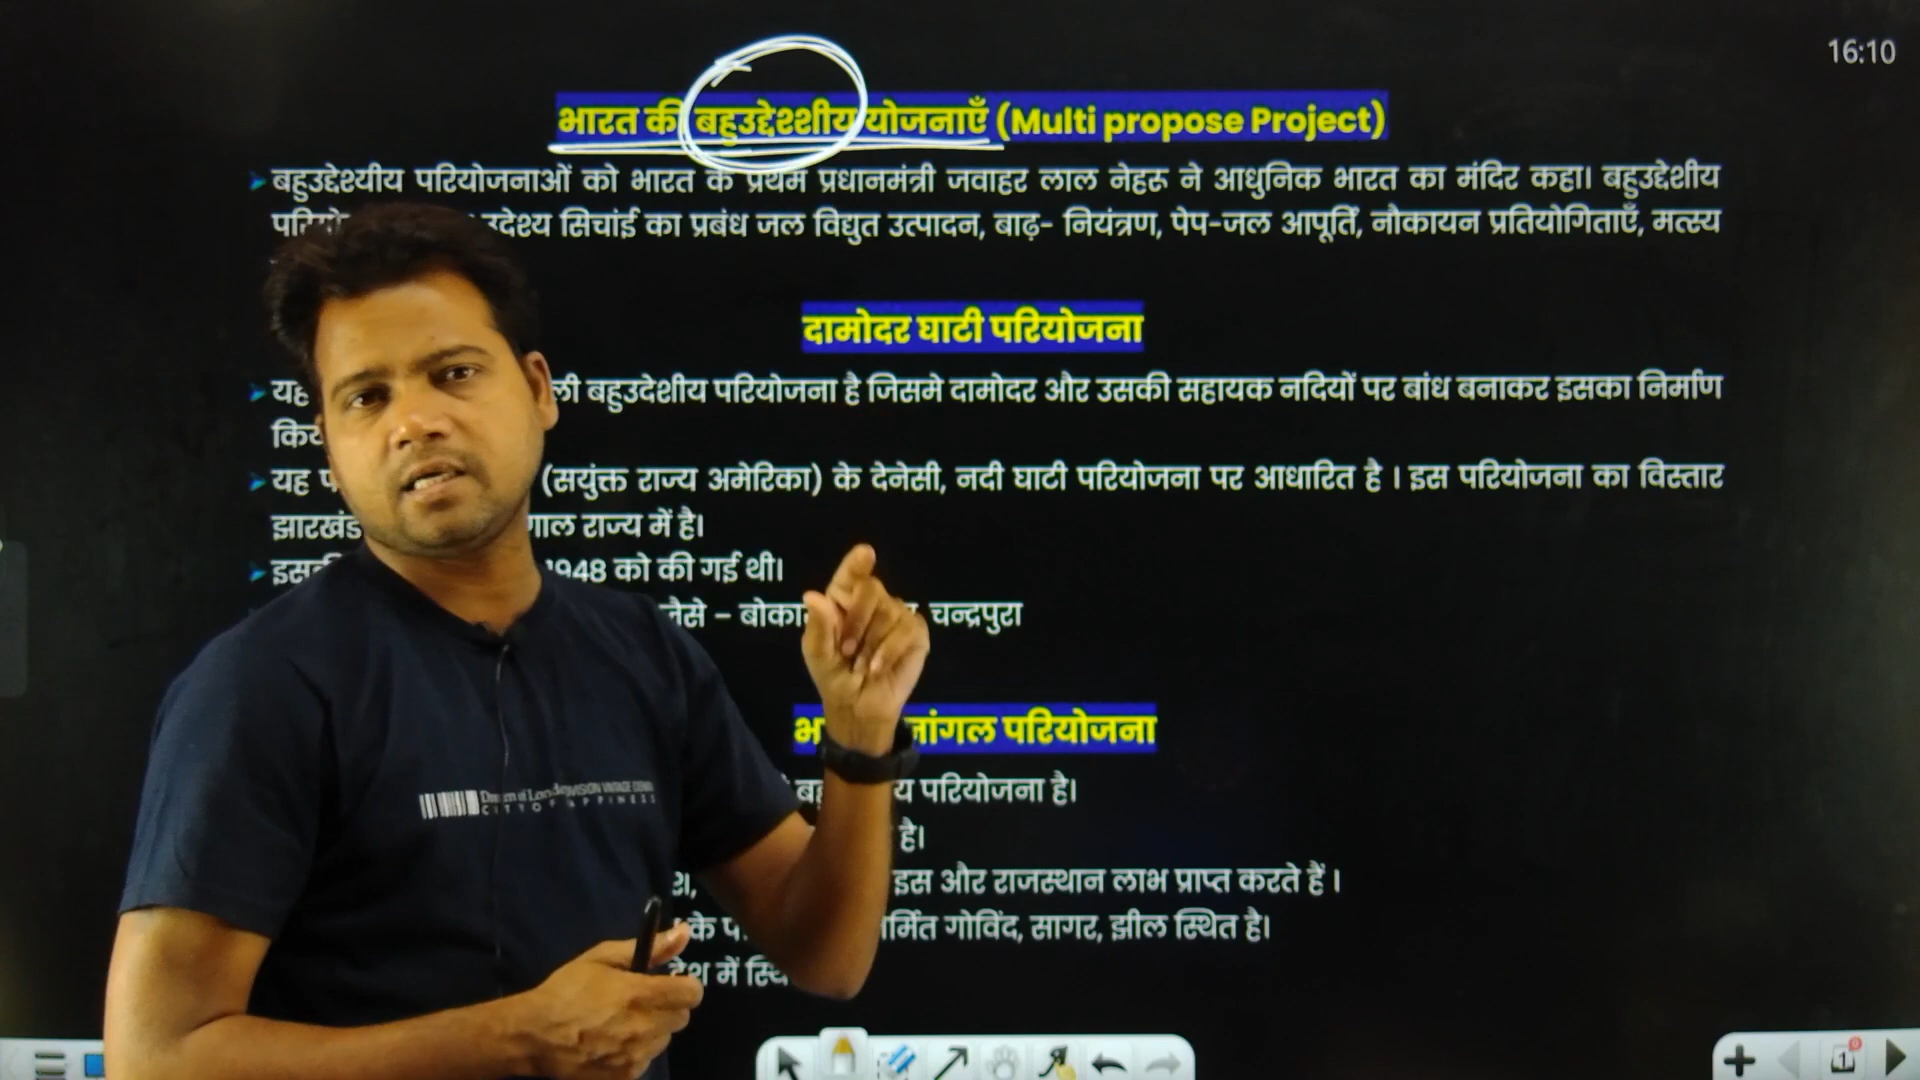 16:10
भारत की बहुउद्देश्शीय योजनाएँ (Multi propose Project)
बहुउद्देश्यीय परियोजनाओं को भारत के प्रथम प्रधानमंत्री जवाहर लाल नेहरू ने आधुनिक भारत का मंदिर कहा। बहुउद्देशीय
सिचांई का प्रबंध जल विद्युत उत्पादन, बाढ़- नियंत्रण, पेप-जल आपूर्ति, नौकायन प्रतियोगिताएँ, मत्स्य
दामोदर घाटी परियोजना
यह बहुउदेशीय परियोजना है जिसमे दामोदर और उसकी सहायक नदियों पर बांध बनाकर इसका निर्माण
यह (सयुंक्त राज्य अमेरिका) के देनेसी, नदी घाटी परियोजना पर आधारित है । इस परियोजना का विस्तार
झारखंड राज्य में है।
1948 को की गई थी।
जैसे – चन्द्रपुरा
नांगल परियोजना
परियोजना है।
है।
इस और राजस्थान लाभ प्राप्त करते हैं ।
के गोविंद, सागर, झील स्थित है।
में
CITY OF
1